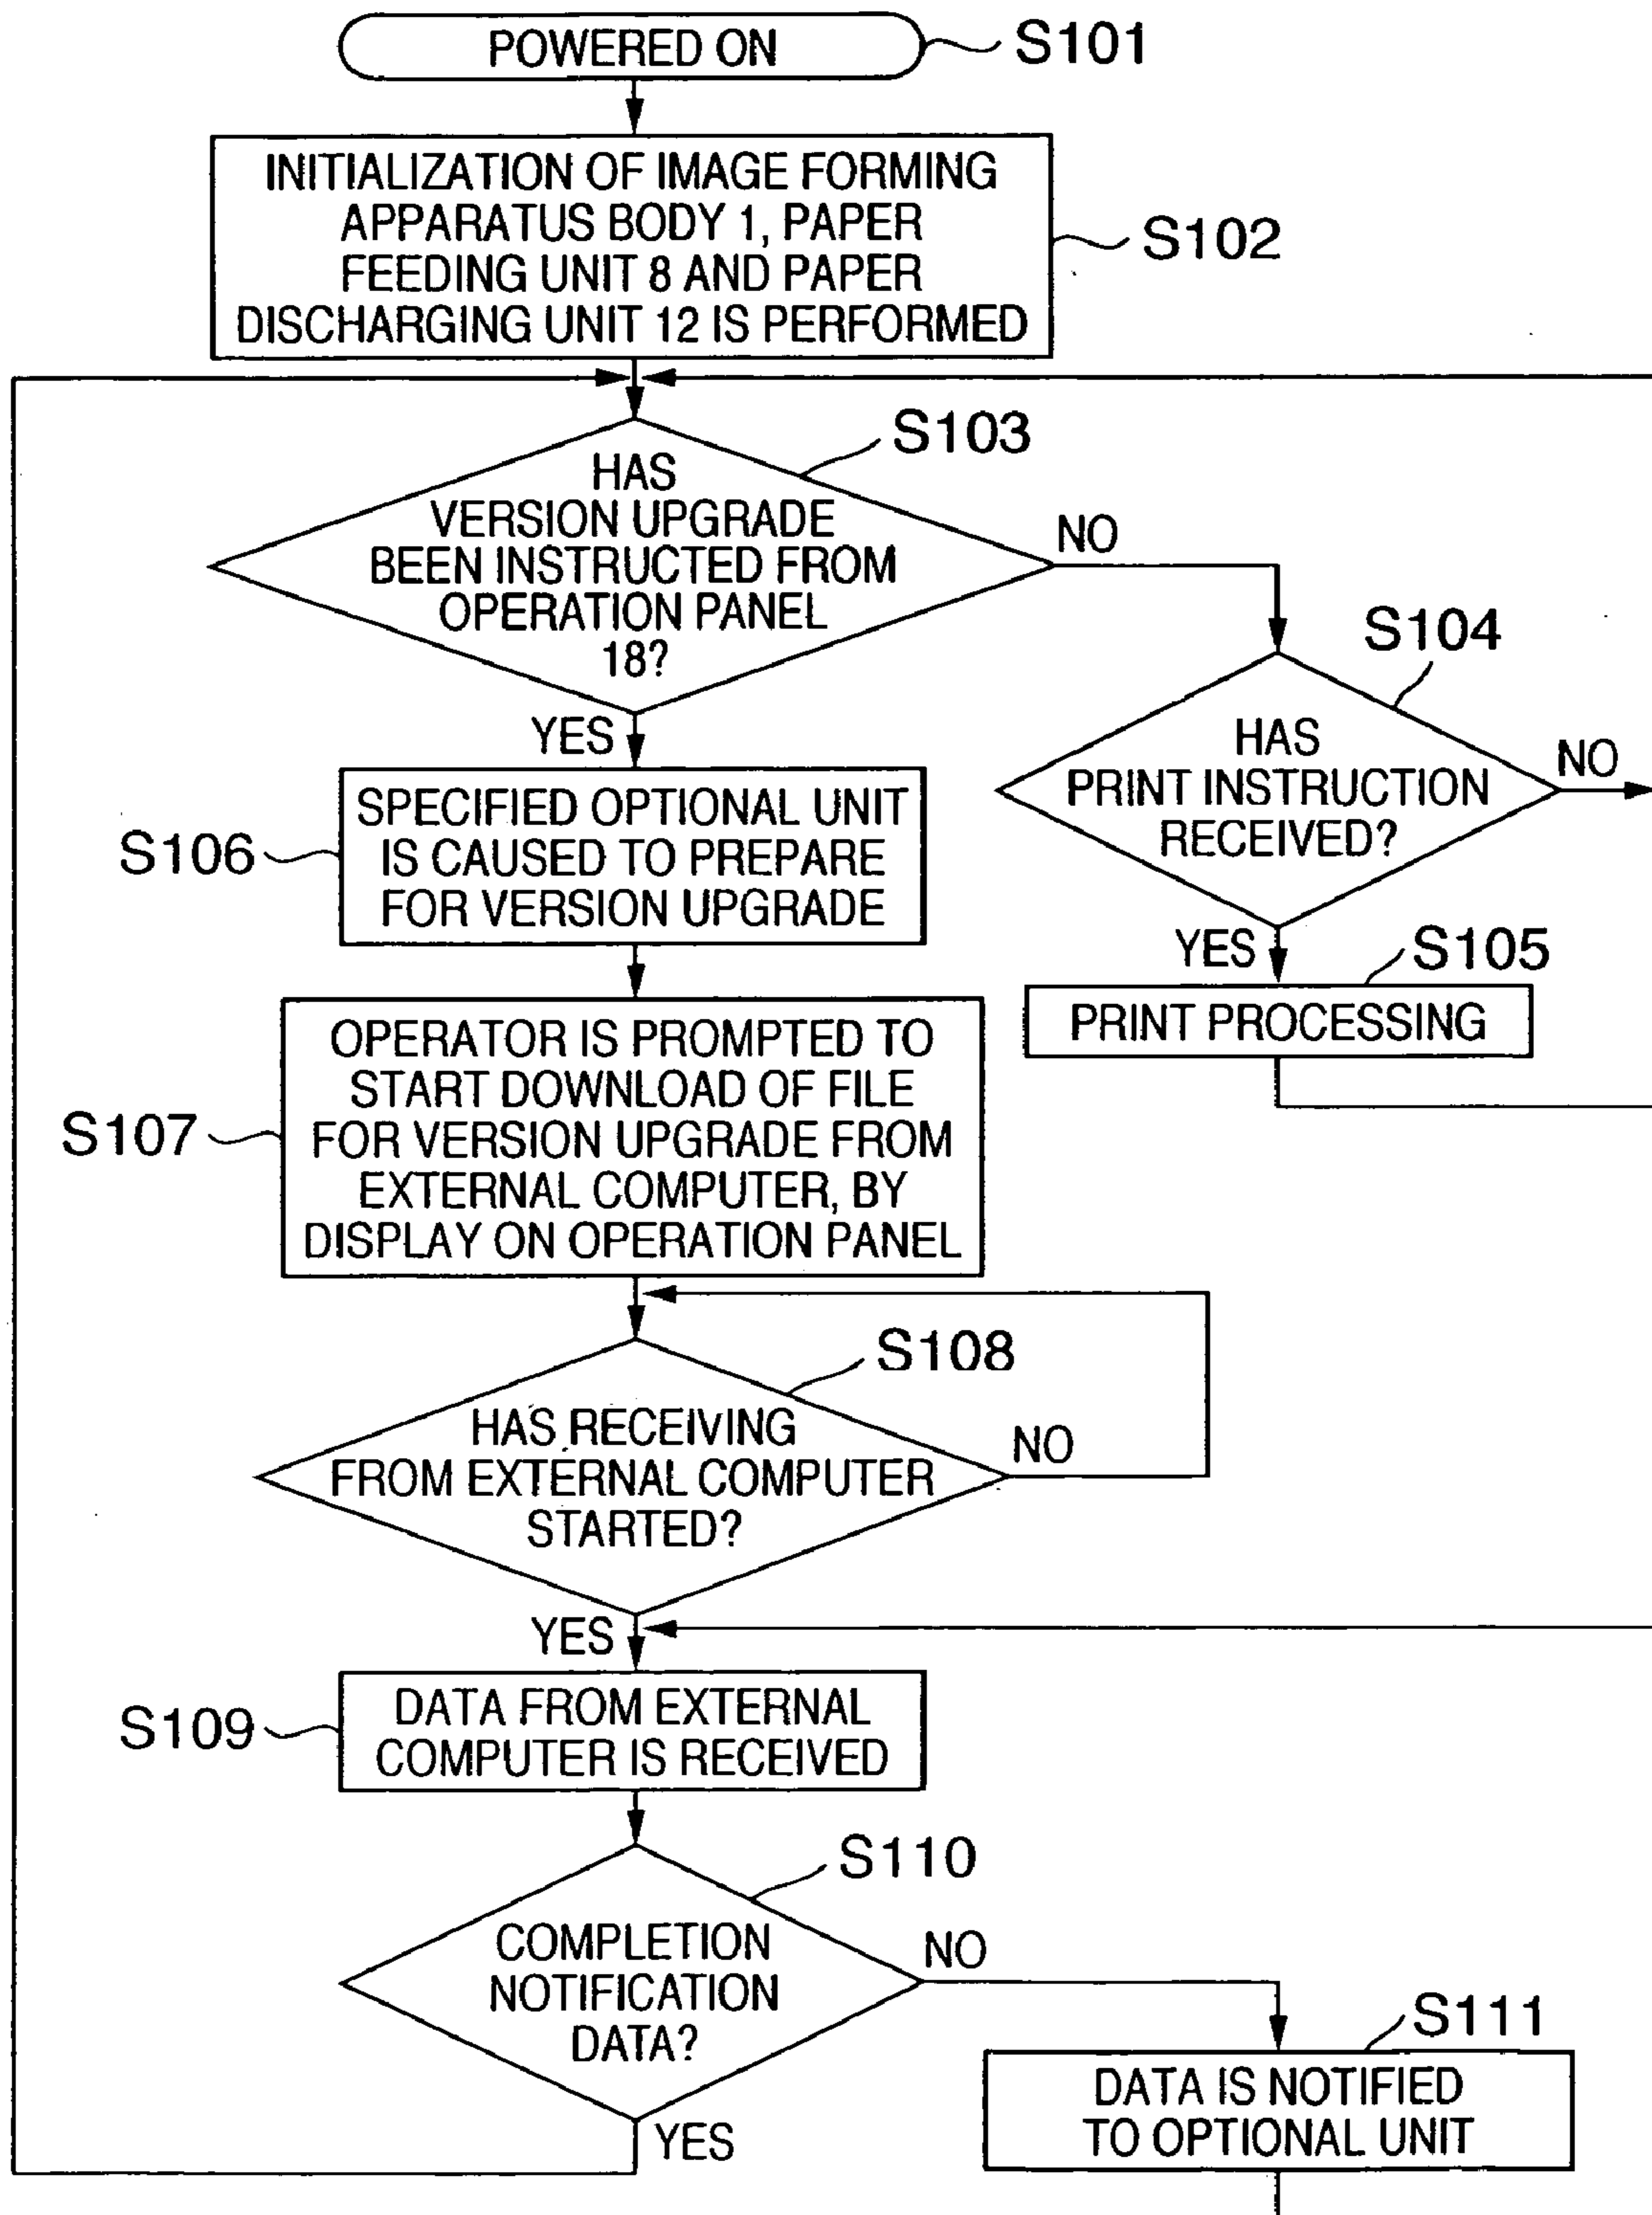 POWERED ON
S101
INITIALIZATION OF IMAGE FORMING
APPARATUS BODY 1, PAPER
FEEDING UNIT 8 AND PAPER
DISCHARGING UNIT 12 IS PERFORMED
S102
S103
HAS
VERSION UPGRADE
BEEN INSTRUCTED FROM
OPERATION PANEL
18?
NO
YES
S104
HAS
PRINT INSTRUCTION
RECEIVED?
NO
YES
S105
PRINT PROCESSING
S106
SPECIFIED OPTIONAL UNIT
IS CAUSED TO PREPARE
FOR VERSION UPGRADE
S107
OPERATOR IS PROMPTED TO
START DOWNLOAD OF FILE
FOR VERSION UPGRADE FROM
EXTERNAL COMPUTER, BY
DISPLAY ON OPERATION PANEL
S108
HAS RECEIVING
FROM EXTERNAL COMPUTER
STARTED?
NO
YES
S109
DATA FROM EXTERNAL
COMPUTER IS RECEIVED
S110
COMPLETION
NOTIFICATION
DATA?
NO
YES
S111
DATA IS NOTIFIED
TO OPTIONAL UNIT